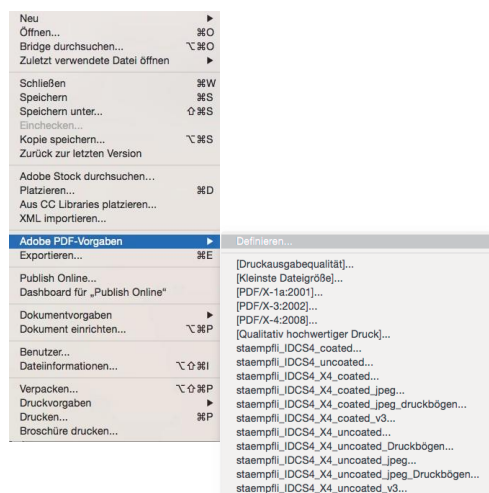 Neu ▶
Öffnen... ⌘O
Bridge durchsuchen... ⌥⌘O
Zuletzt verwendete Datei öffnen ▶
Schließen ⌘W
Speichern ⌘S
Speichern unter... ⇧⌘S
Einchecken...
Kopie speichern... ⌥⌘S
Zurück zur letzten Version
Adobe Stock durchsuchen...
Platzieren... ⌘D
Aus CC Libraries platzieren...
XML importieren...
Adobe PDF-Vorgaben ▶
Exportieren... ⌘E
Publish Online...
Dashboard für „Publish Online“
Dokumentvorgaben ▶
Dokument einrichten... ⌥⌘P
Benutzer...
Dateiinformationen... ⌥⇧⌘I
Verpacken... ⌥⇧⌘P
Druckvorgaben ▶
Drucken... ⌘P
Broschüre drucken...
Definieren...
[Druckausgabequalität]...
[Kleinste Dateigröße]...
[PDF/X-1a:2001]...
[PDF/X-3:2002]...
[PDF/X-4:2008]...
[Qualitativ hochwertiger Druck]...
staempfli_IDCS4_coated...
staempfli_IDCS4_uncoated...
staempfli_IDCS4_X4_coated...
staempfli_IDCS4_X4_coated_jpeg...
staempfli_IDCS4_X4_coated_jpeg_druckbögen...
staempfli_IDCS4_X4_coated_v3...
staempfli_IDCS4_X4_uncoated...
staempfli_IDCS4_X4_uncoated_Druckbögen...
staempfli_IDCS4_X4_uncoated_jpeg...
staempfli_IDCS4_X4_uncoated_jpeg_Druckbögen...
staempfli_IDCS4_X4_uncoated_v3...